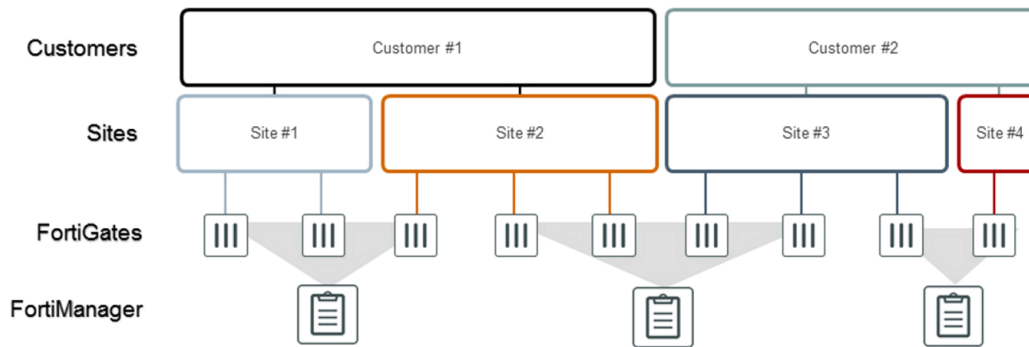 Customers
Customer #1
Customer #2
Sites
Site #1
Site #2
Site #3
Site #4
FortiGates
FortiManager